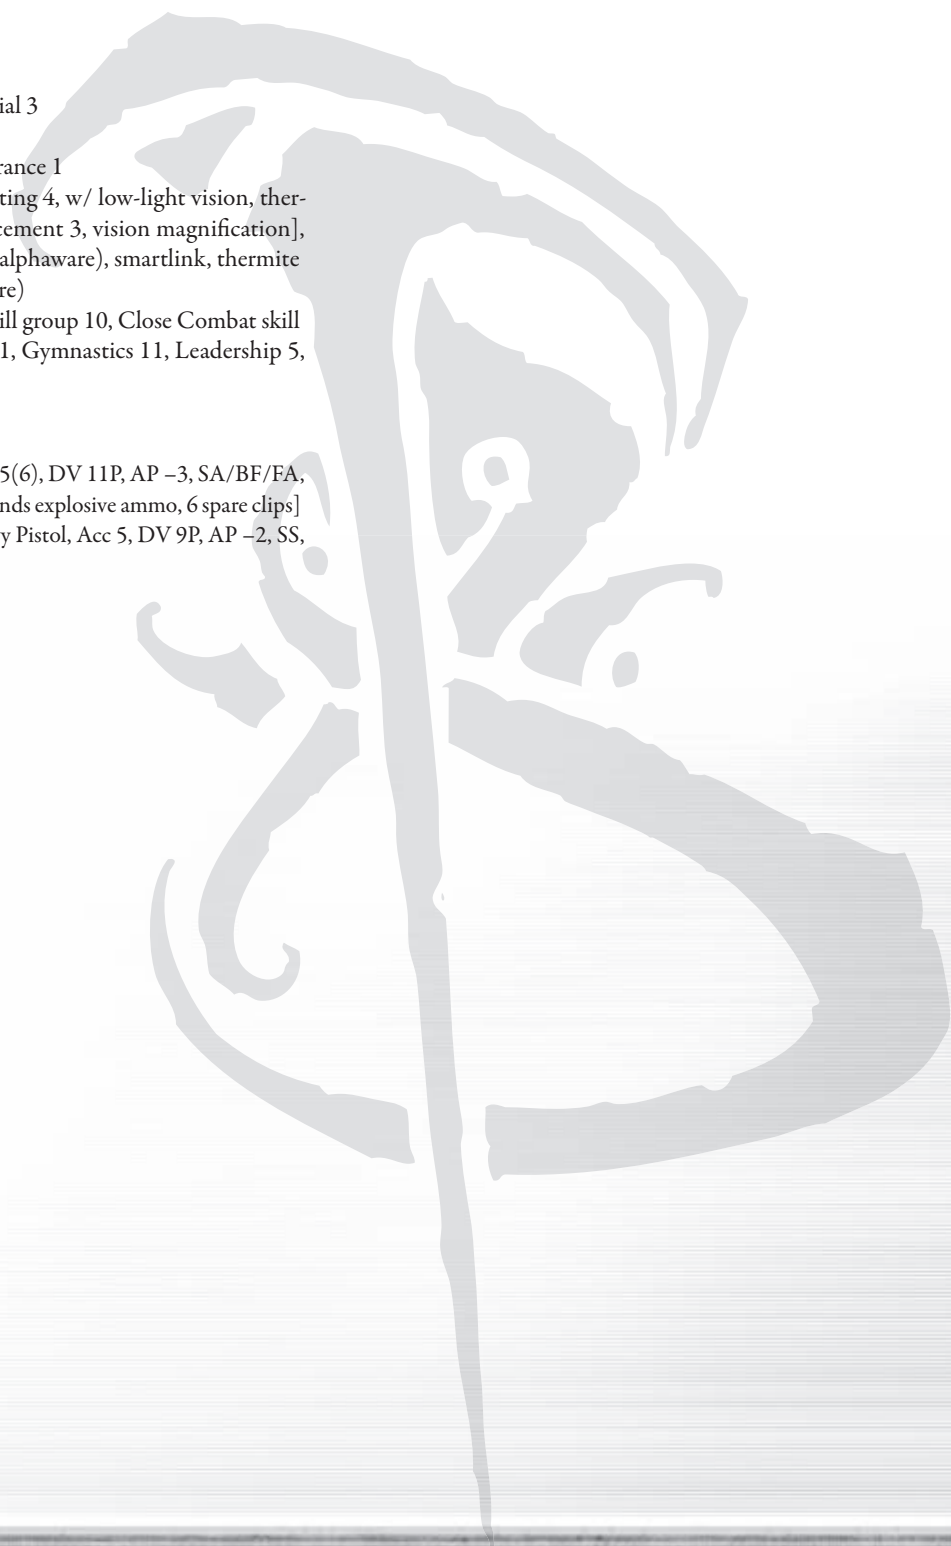 ial 3
rance 1
ting 4, w/ low-light vision, ther-
cement 3, vision magnification],
alphaware), smartlink, thermite
re)
ill group 10, Close Combat skill
1, Gymnastics 11, Leadership 5,
5(6), DV 11P, AP –3, SA/BF/FA,
nds explosive ammo, 6 spare clips]
y Pistol, Acc 5, DV 9P, AP –2, SS,